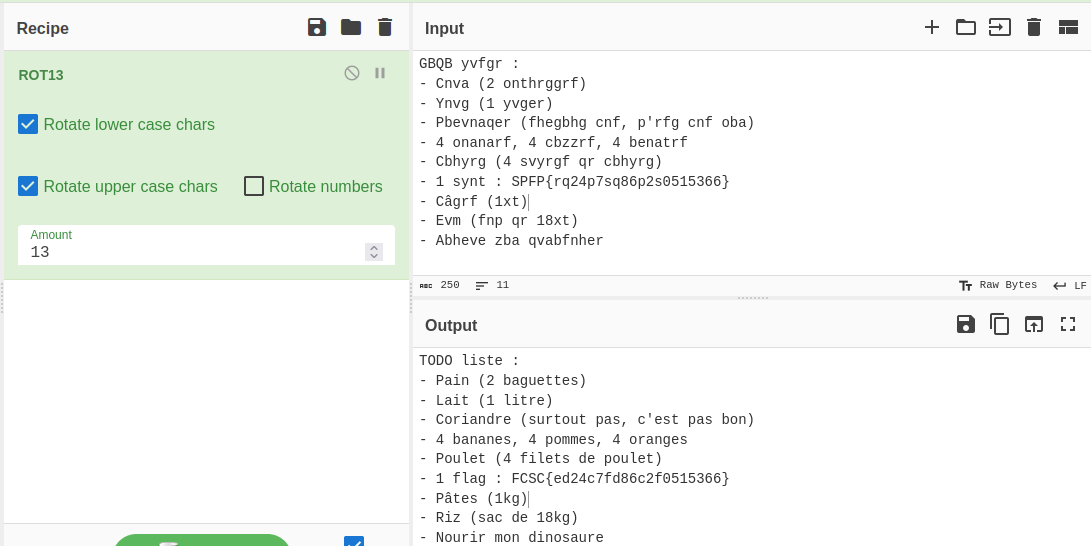 Recipe
ROT13
Rotate lower case chars
Rotate upper case chars
Rotate numbers
Amount
13
Input
GBQB yvfgr :
- Cnva (2 onthrggrf)
- Ynvg (1 yvger)
- Pbevnaqer (fhegbhg cnf, p'rfg cnf oba)
- 4 onanarf, 4 cbzzrf, 4 benatrf
- Cbhyrg (4 svyrgf qr cbhyrg)
- 1 synt : SPFP{rq24p7sq86p2s0515366}
- Câgrf (1xt)
- Evm (fnp qr 18xt)
- Abheve zba qvabfnher
ABC 250 11 Raw Bytes LF
Output
TODO liste :
- Pain (2 baguettes)
- Lait (1 litre)
- Coriandre (surtout pas, c'est pas bon)
- 4 bananes, 4 pommes, 4 oranges
- Poulet (4 filets de poulet)
- 1 flag : FCSC{ed24c7fd86c2f0515366}
- Pâtes (1kg)
- Riz (sac de 18kg)
- Nourir mon dinosaure